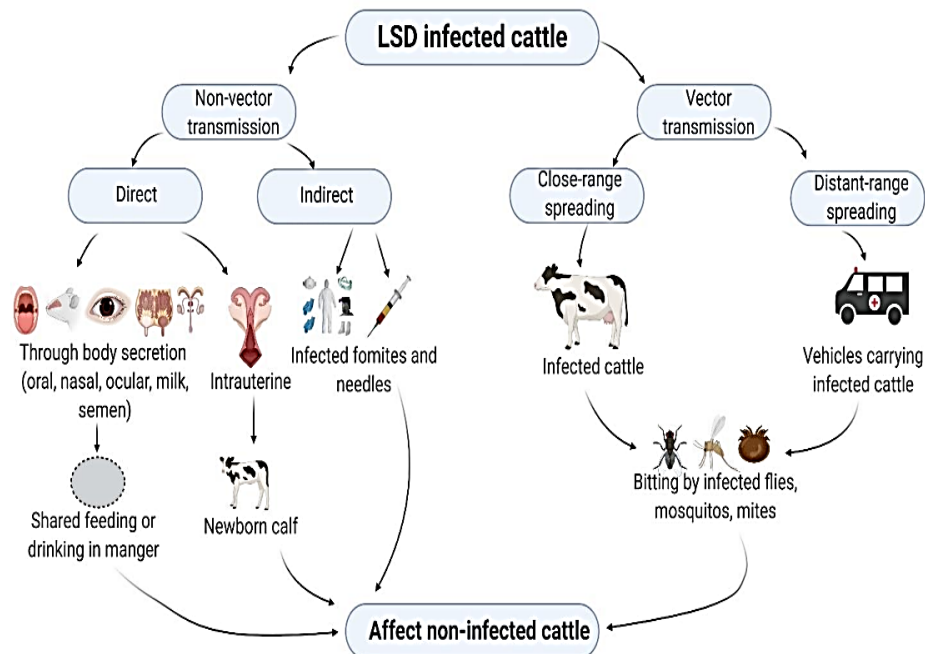 LSD infected cattle
Non-vector
transmission
Vector
transmission
Direct
Indirect
Close-range
spreading
Distant-range
spreading
Through body secretion
(oral, nasal, ocular, milk,
semen)
Intrauterine
Infected fomites and
needles
Infected cattle
Vehicles carrying
infected cattle
Shared feeding or
drinking in manger
Newborn calf
Bitting by infected flies,
mosquitos, mites
Affect non-infected cattle